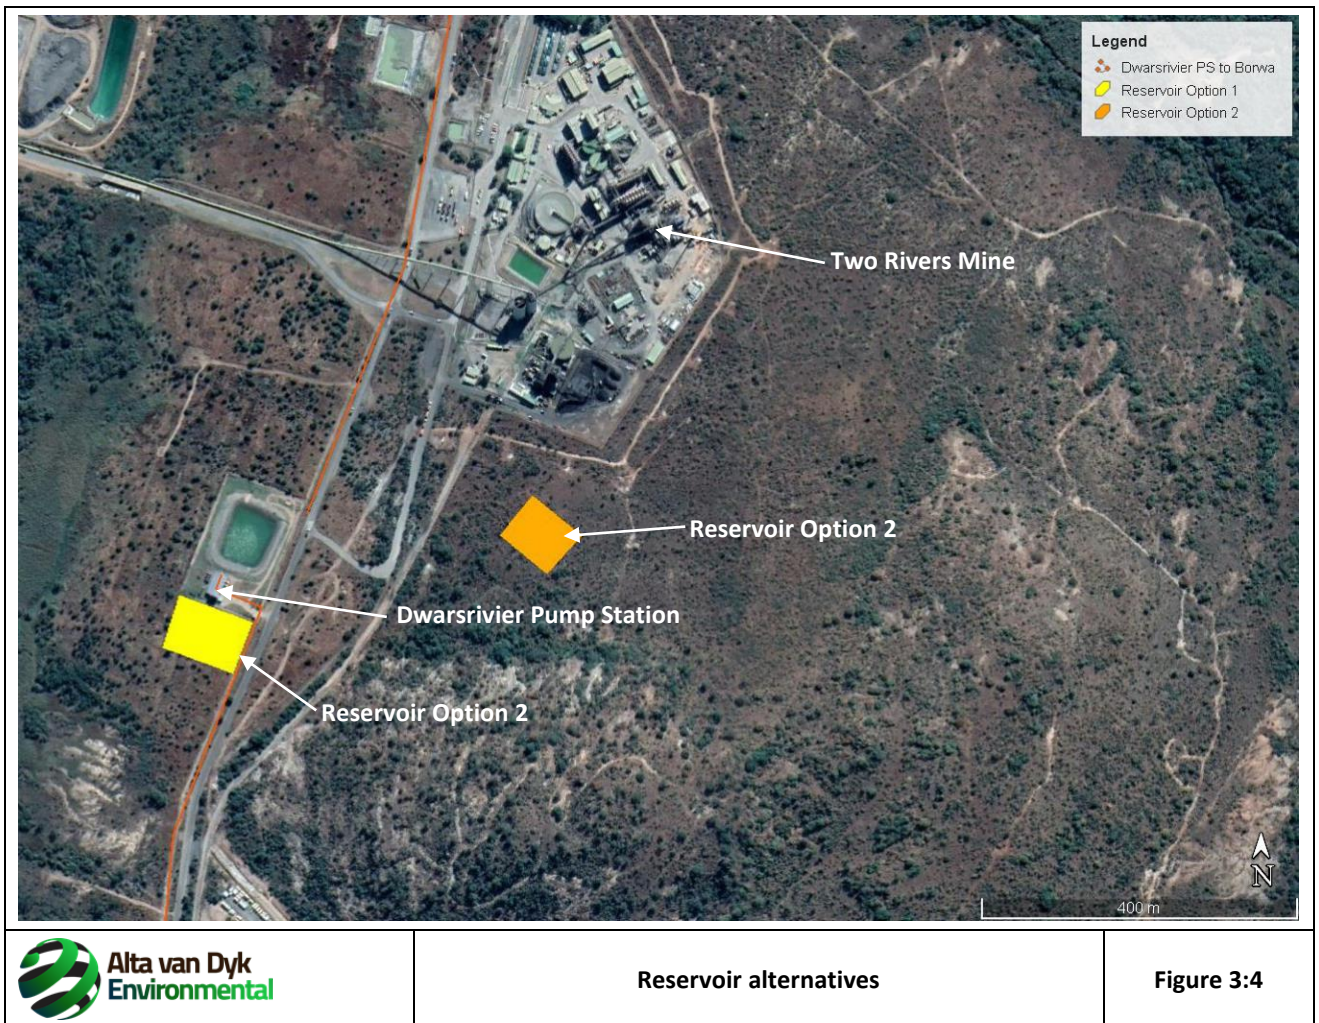 Legend
Dwarsrivier PS to Borwa
Reservoir Option 1
Reservoir Option 2
Two Rivers Mine
Reservoir Option 2
Dwarsrivier Pump Station
Reservoir Option 2
N
400 m
Alta van Dyk
Environmental
Reservoir alternatives
Figure 3:4